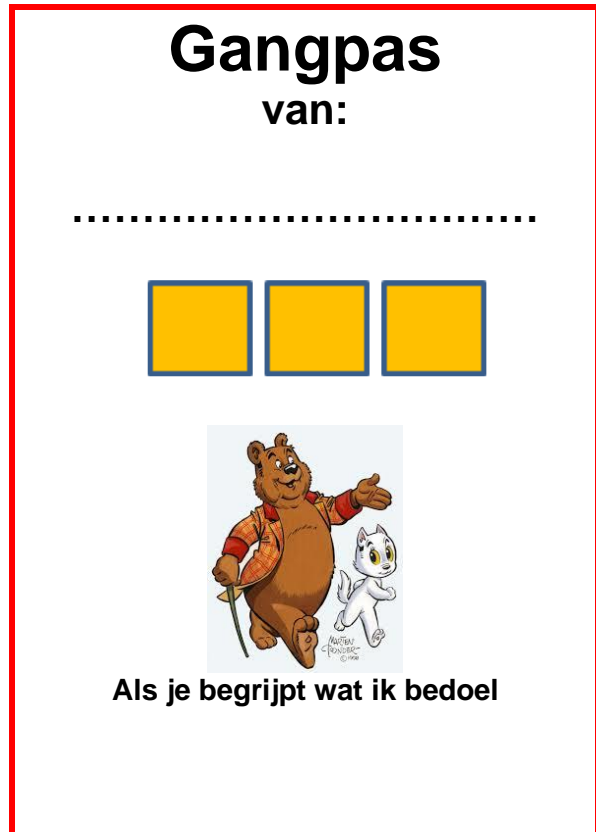 Gangpas
van:
.................................
Als je begrijpt wat ik bedoel